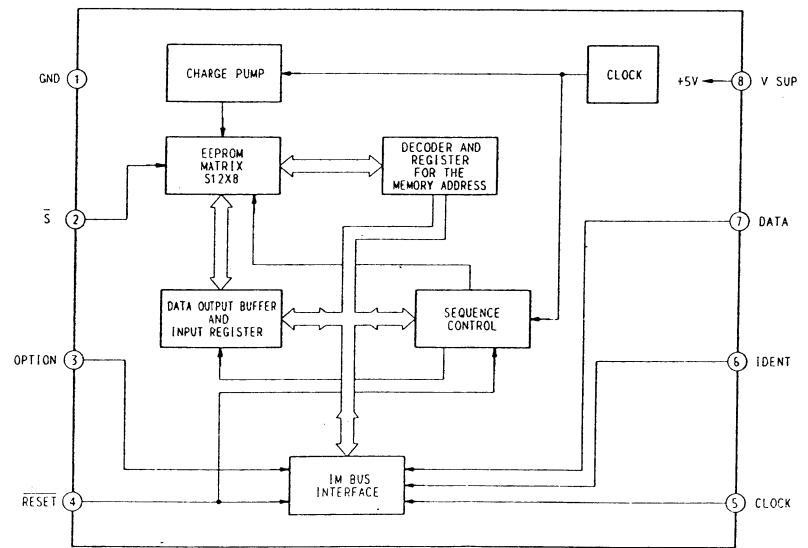 GND 1
CHARGE PUMP
CLOCK
+5V
8 V SUP
EEPROM
MATRIX
S12X8
DECODER AND
REGISTER
FOR THE
MEMORY ADDRESS
S̅ 2
7 DATA
DATA OUTPUT BUFFER
AND
INPUT REGISTER
SEQUENCE
CONTROL
OPTION 3
6 IDENT
IM BUS
INTERFACE
R̅E̅S̅E̅T̅ 4
5 CLOCK